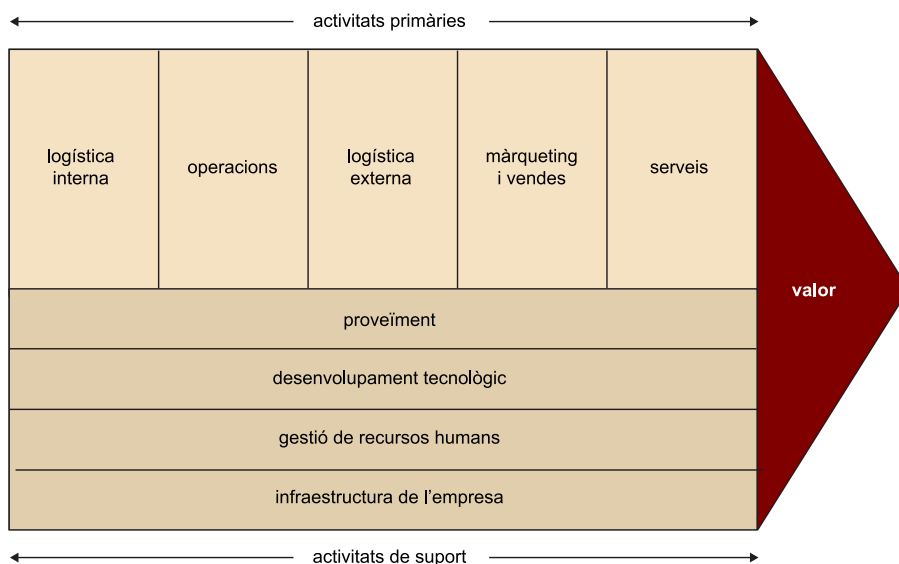 activitats primàries
logística
interna
operacions
logística
externa
màrqueting
i vendes
serveis
valor
proveïment
desenvolupament tecnològic
gestió de recursos humans
infraestructura de l’empresa
activitats de suport